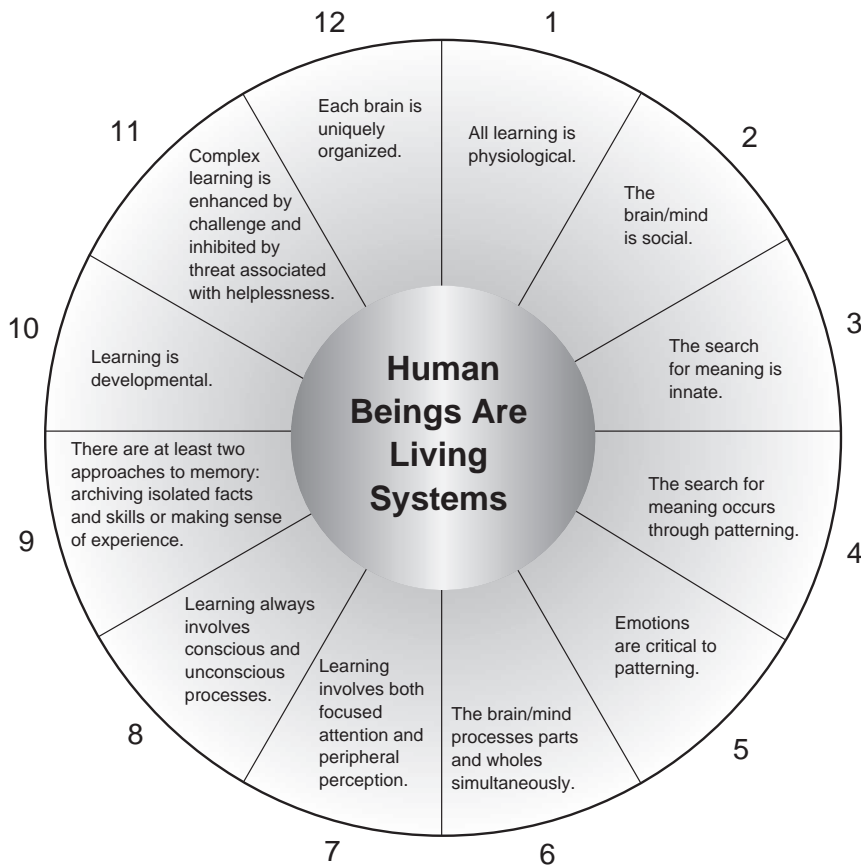 1
All learning is
physiological.
2
The
brain/mind
is social.
3
The search
for meaning is
innate.
4
The search for
meaning occurs
through patterning.
5
Emotions
are critical to
patterning.
6
The brain/mind
processes parts
and wholes
simultaneously.
7
Learning
involves both
focused
attention and
peripheral
perception.
8
Learning always
involves
conscious and
unconscious
processes.
9
There are at least two
approaches to memory:
archiving isolated facts
and skills or making sense
of experience.
10
Learning is
developmental.
11
Complex
learning is
enhanced by
challenge and
inhibited by
threat associated
with helplessness.
12
Each brain is
uniquely
organized.
Human
Beings Are
Living
Systems